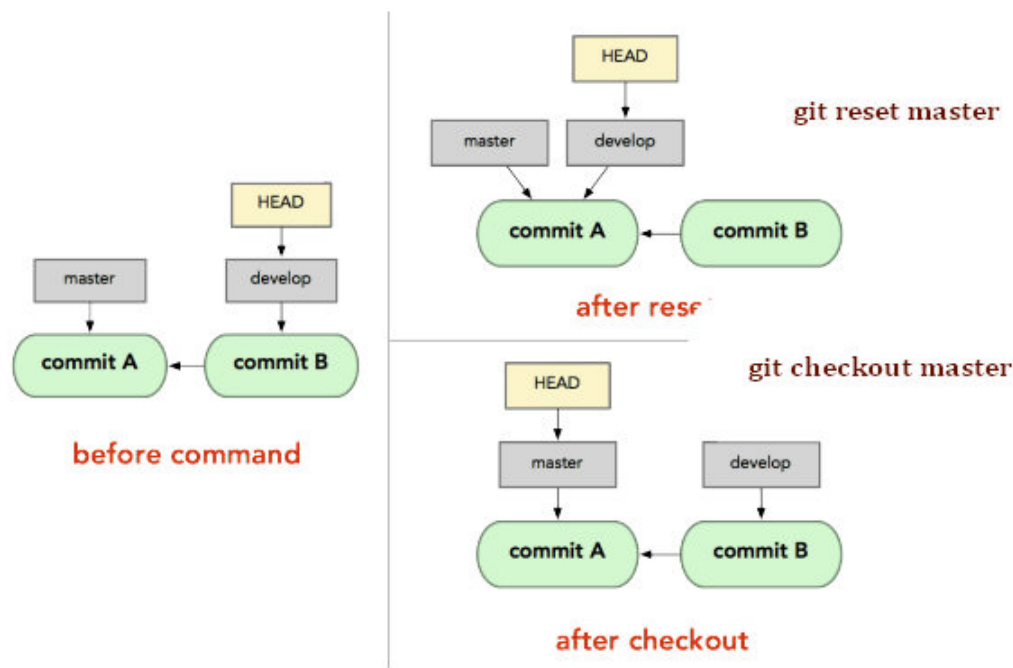 HEAD
master
develop
commit A
commit B
before command
HEAD
git reset master
master
develop
commit A
commit B
after rese
git checkout master
HEAD
master
develop
commit A
commit B
after checkout